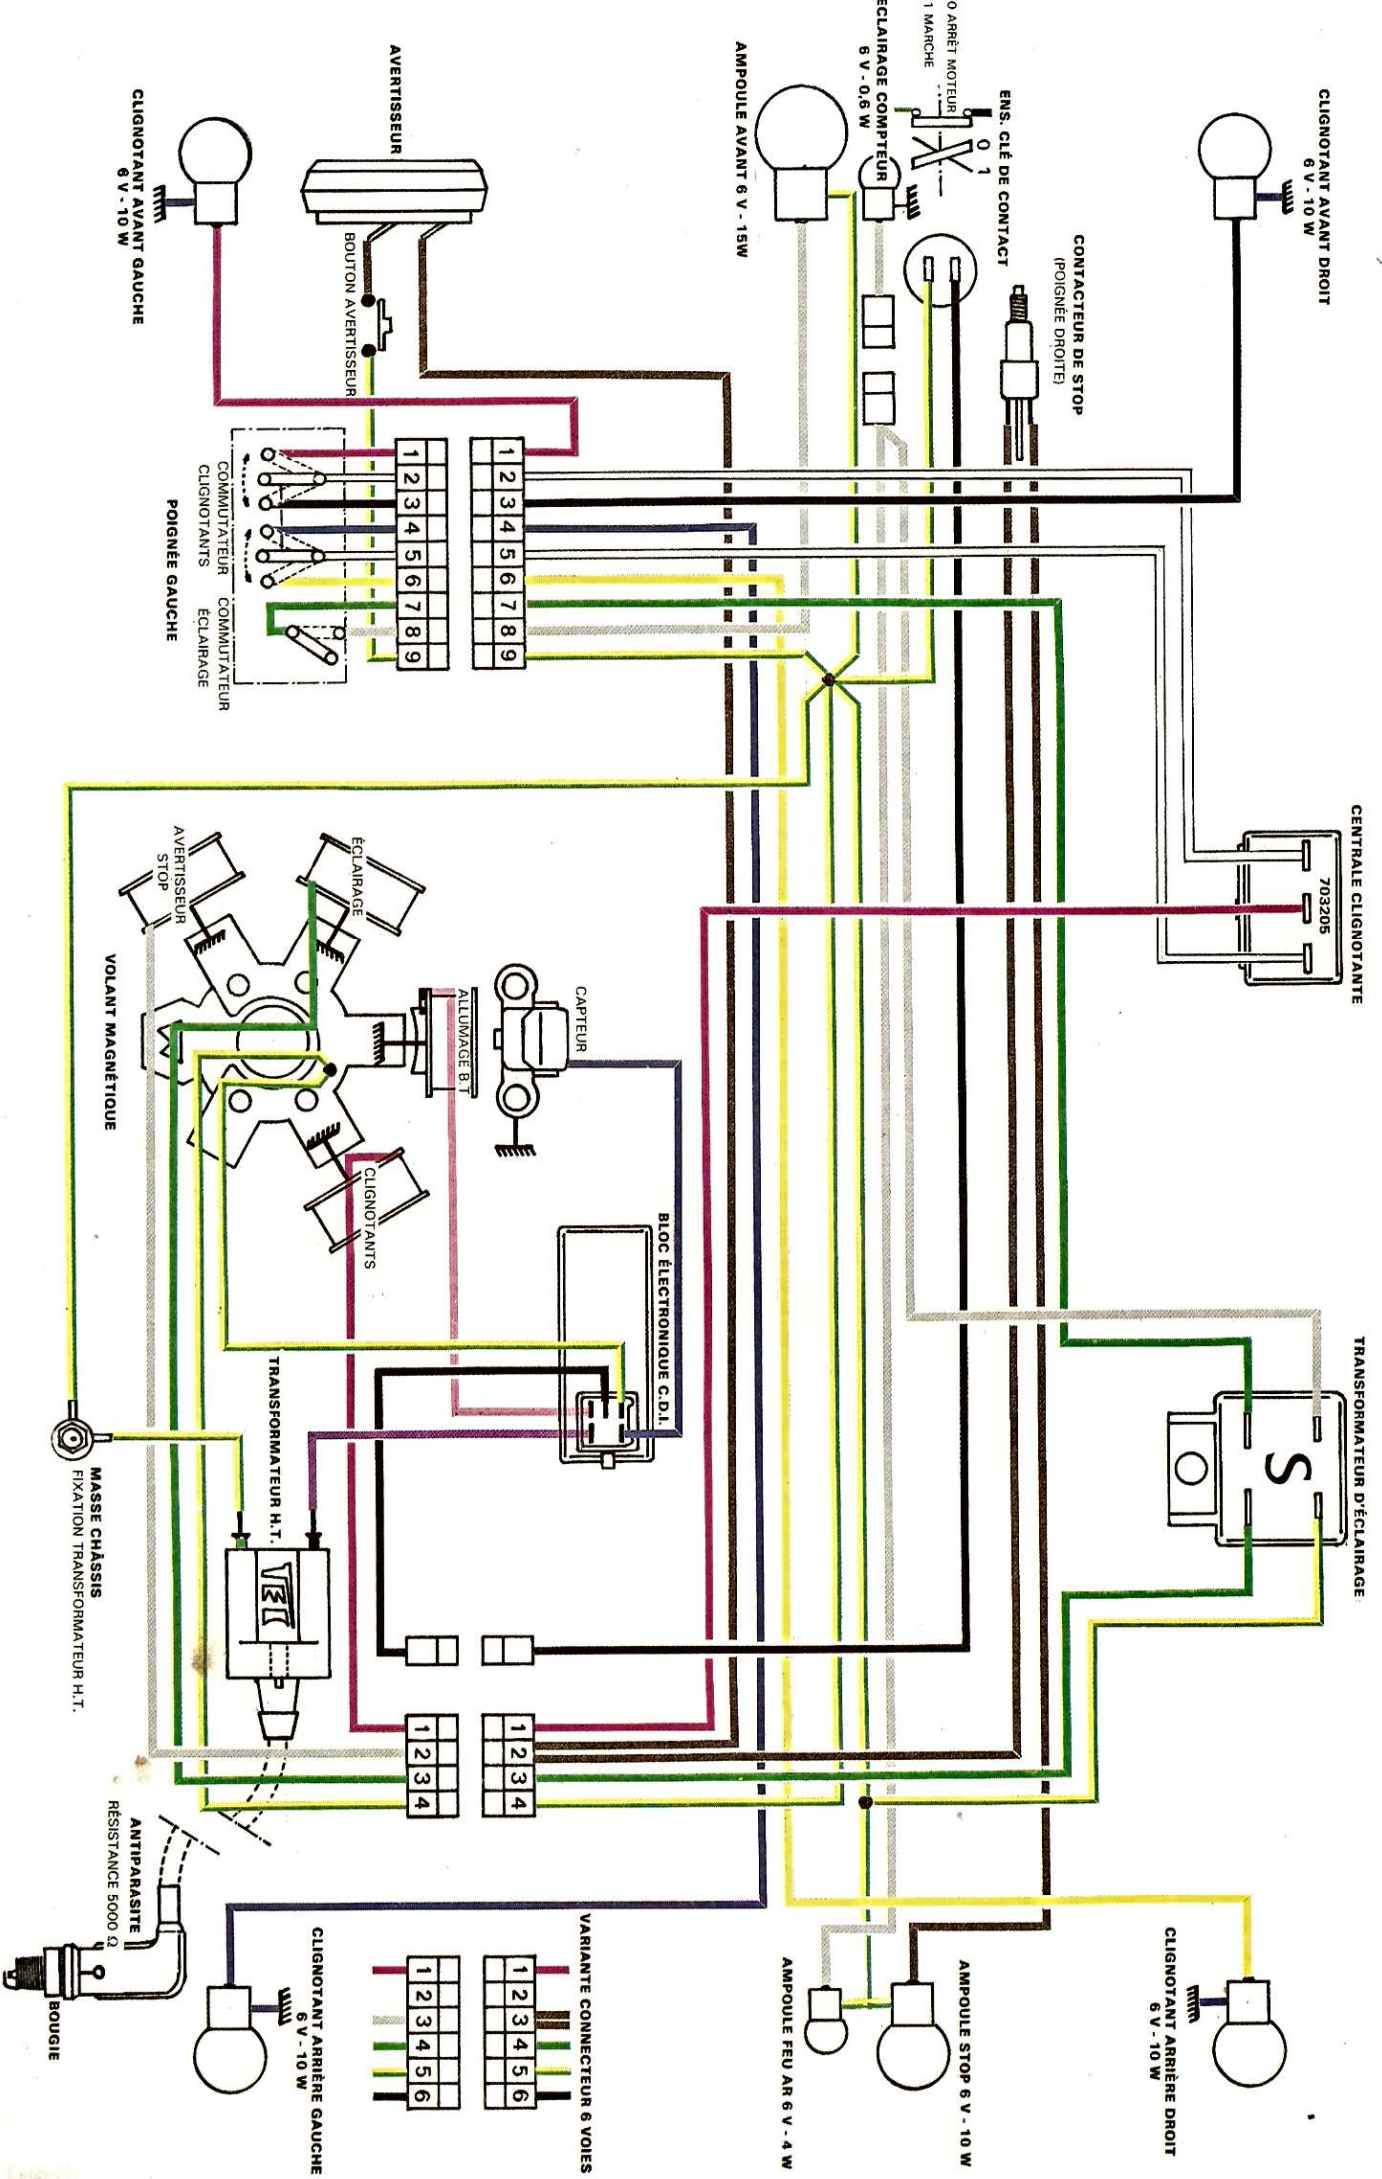 CLIGNOTANT AVANT DROIT
6 V - 10 W
CONTACTEUR DE STOP
(POIGNÉE DROITE)
ENS. CLÉ DE CONTACT
0 1
0 ARRÊT MOTEUR
1 MARCHE
ECLAIRAGE COMPTEUR
6 V - 0,6 W
AMPOULE AVANT 6 V - 15W
AVERTISSEUR
BOUTON AVERTISSEUR
CLIGNOTANT AVANT GAUCHE
6 V - 10 W
1 2 3 4 5 6 7 8 9
1 2 3 4 5 6 7 8 9
COMMUTATEUR
CLIGNOTANTS
COMMUTATEUR
ÉCLAIRAGE
POIGNÉE GAUCHE
CENTRALE CLIGNOTANTE
703205
CAPTEUR
ALLUMAGE B.T
ÉCLAIRAGE
AVERTISSEUR
STOP
CLIGNOTANTS
VOLANT MAGNÉTIQUE
TRANSFORMATEUR D'ÉCLAIRAGE
S
BLOC ÉLECTRONIQUE C.D.I.
TRANSFORMATEUR H.T.
MASSE CHÂSSIS
FIXATION TRANSFORMATEUR H.T.
1 2 3 4
1 2 3 4
ANTIPARASITE
RÉSISTANCE 5000 Ω
BOUGIE
CLIGNOTANT ARRIÈRE DROIT
6 V - 10 W
AMPOULE STOP 6 V - 10 W
AMPOULE FEU AR 6 V - 4 W
VARIANTE CONNECTEUR 6 VOIES
1 2 3 4 5 6
1 2 3 4 5 6
CLIGNOTANT ARRIÈRE GAUCHE
6 V - 10 W